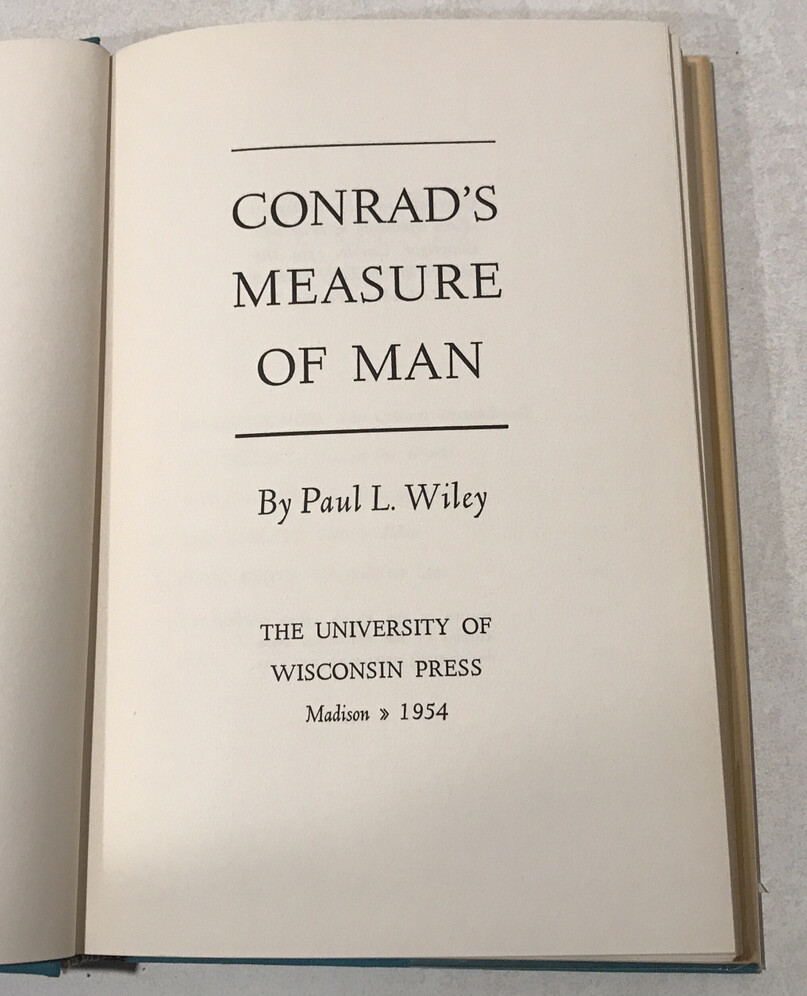 CONRAD'S
MEASURE
OF MAN
By Paul L. Wiley
THE UNIVERSITY OF
WISCONSIN PRESS
Madison » 1954